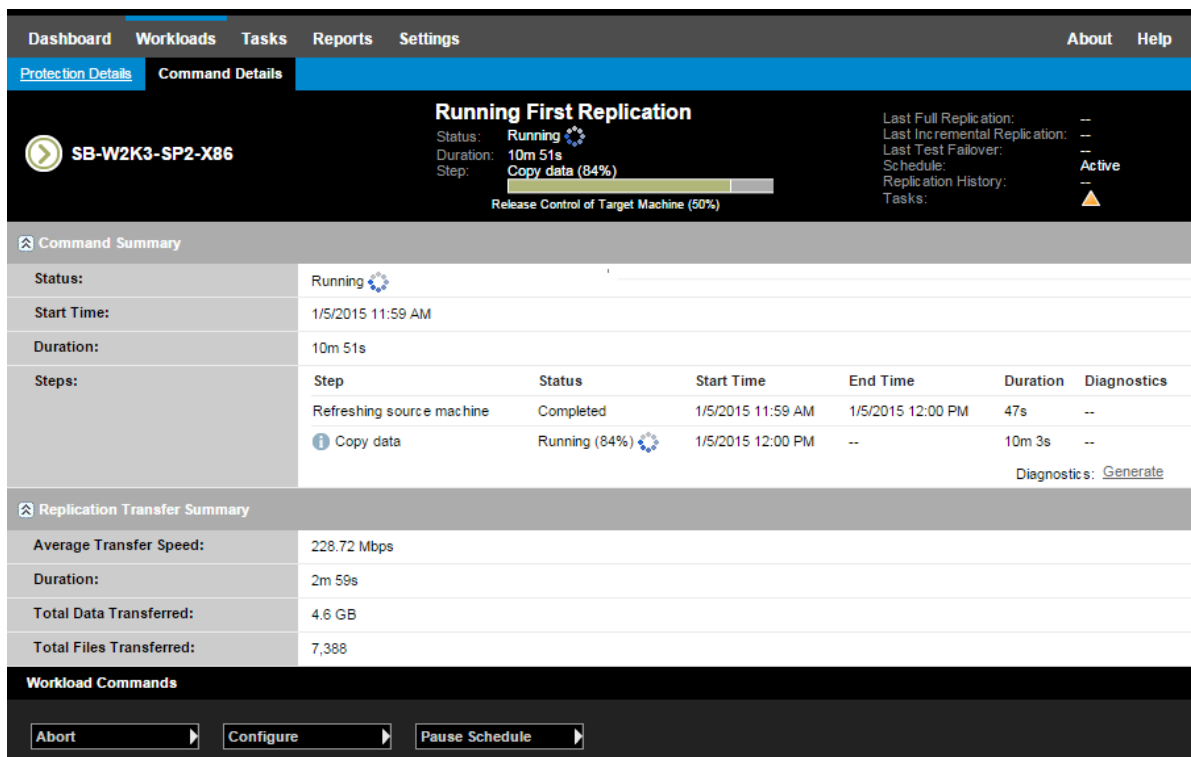 Dashboard Workloads Tasks Reports Settings About Help
Protection Details Command Details
SB-W2K3-SP2-X86
Running First Replication
Status: Running
Duration: 10m 51s
Step: Copy data (84%)
Release Control of Target Machine (50%)
Last Full Replication: --
Last Incremental Replication: --
Last Test Failover: --
Schedule: Active
Replication History: --
Tasks:
Command Summary
Status: Running
Start Time: 1/5/2015 11:59 AM
Duration: 10m 51s
Steps:
Step Status Start Time End Time Duration Diagnostics
Refreshing source machine Completed 1/5/2015 11:59 AM 1/5/2015 12:00 PM 47s --
Copy data Running (84%) 1/5/2015 12:00 PM -- 10m 3s --
Diagnostics: Generate
Replication Transfer Summary
Average Transfer Speed: 228.72 Mbps
Duration: 2m 59s
Total Data Transferred: 4.6 GB
Total Files Transferred: 7,388
Workload Commands
Abort Configure Pause Schedule